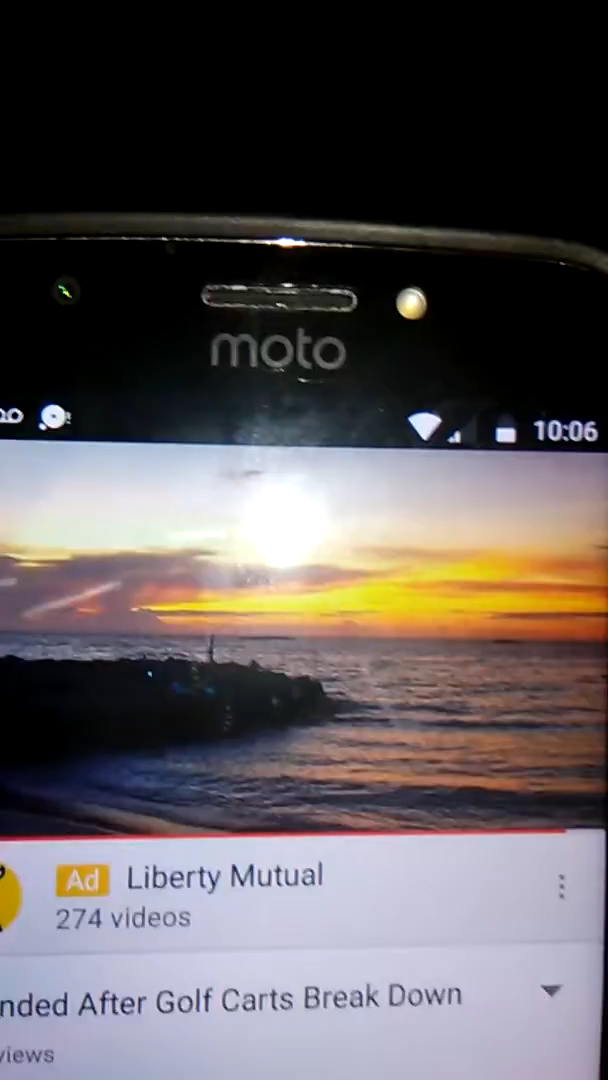 moto
10:06
Ad Liberty Mutual
274 videos
nded After Golf Carts Break Down
views